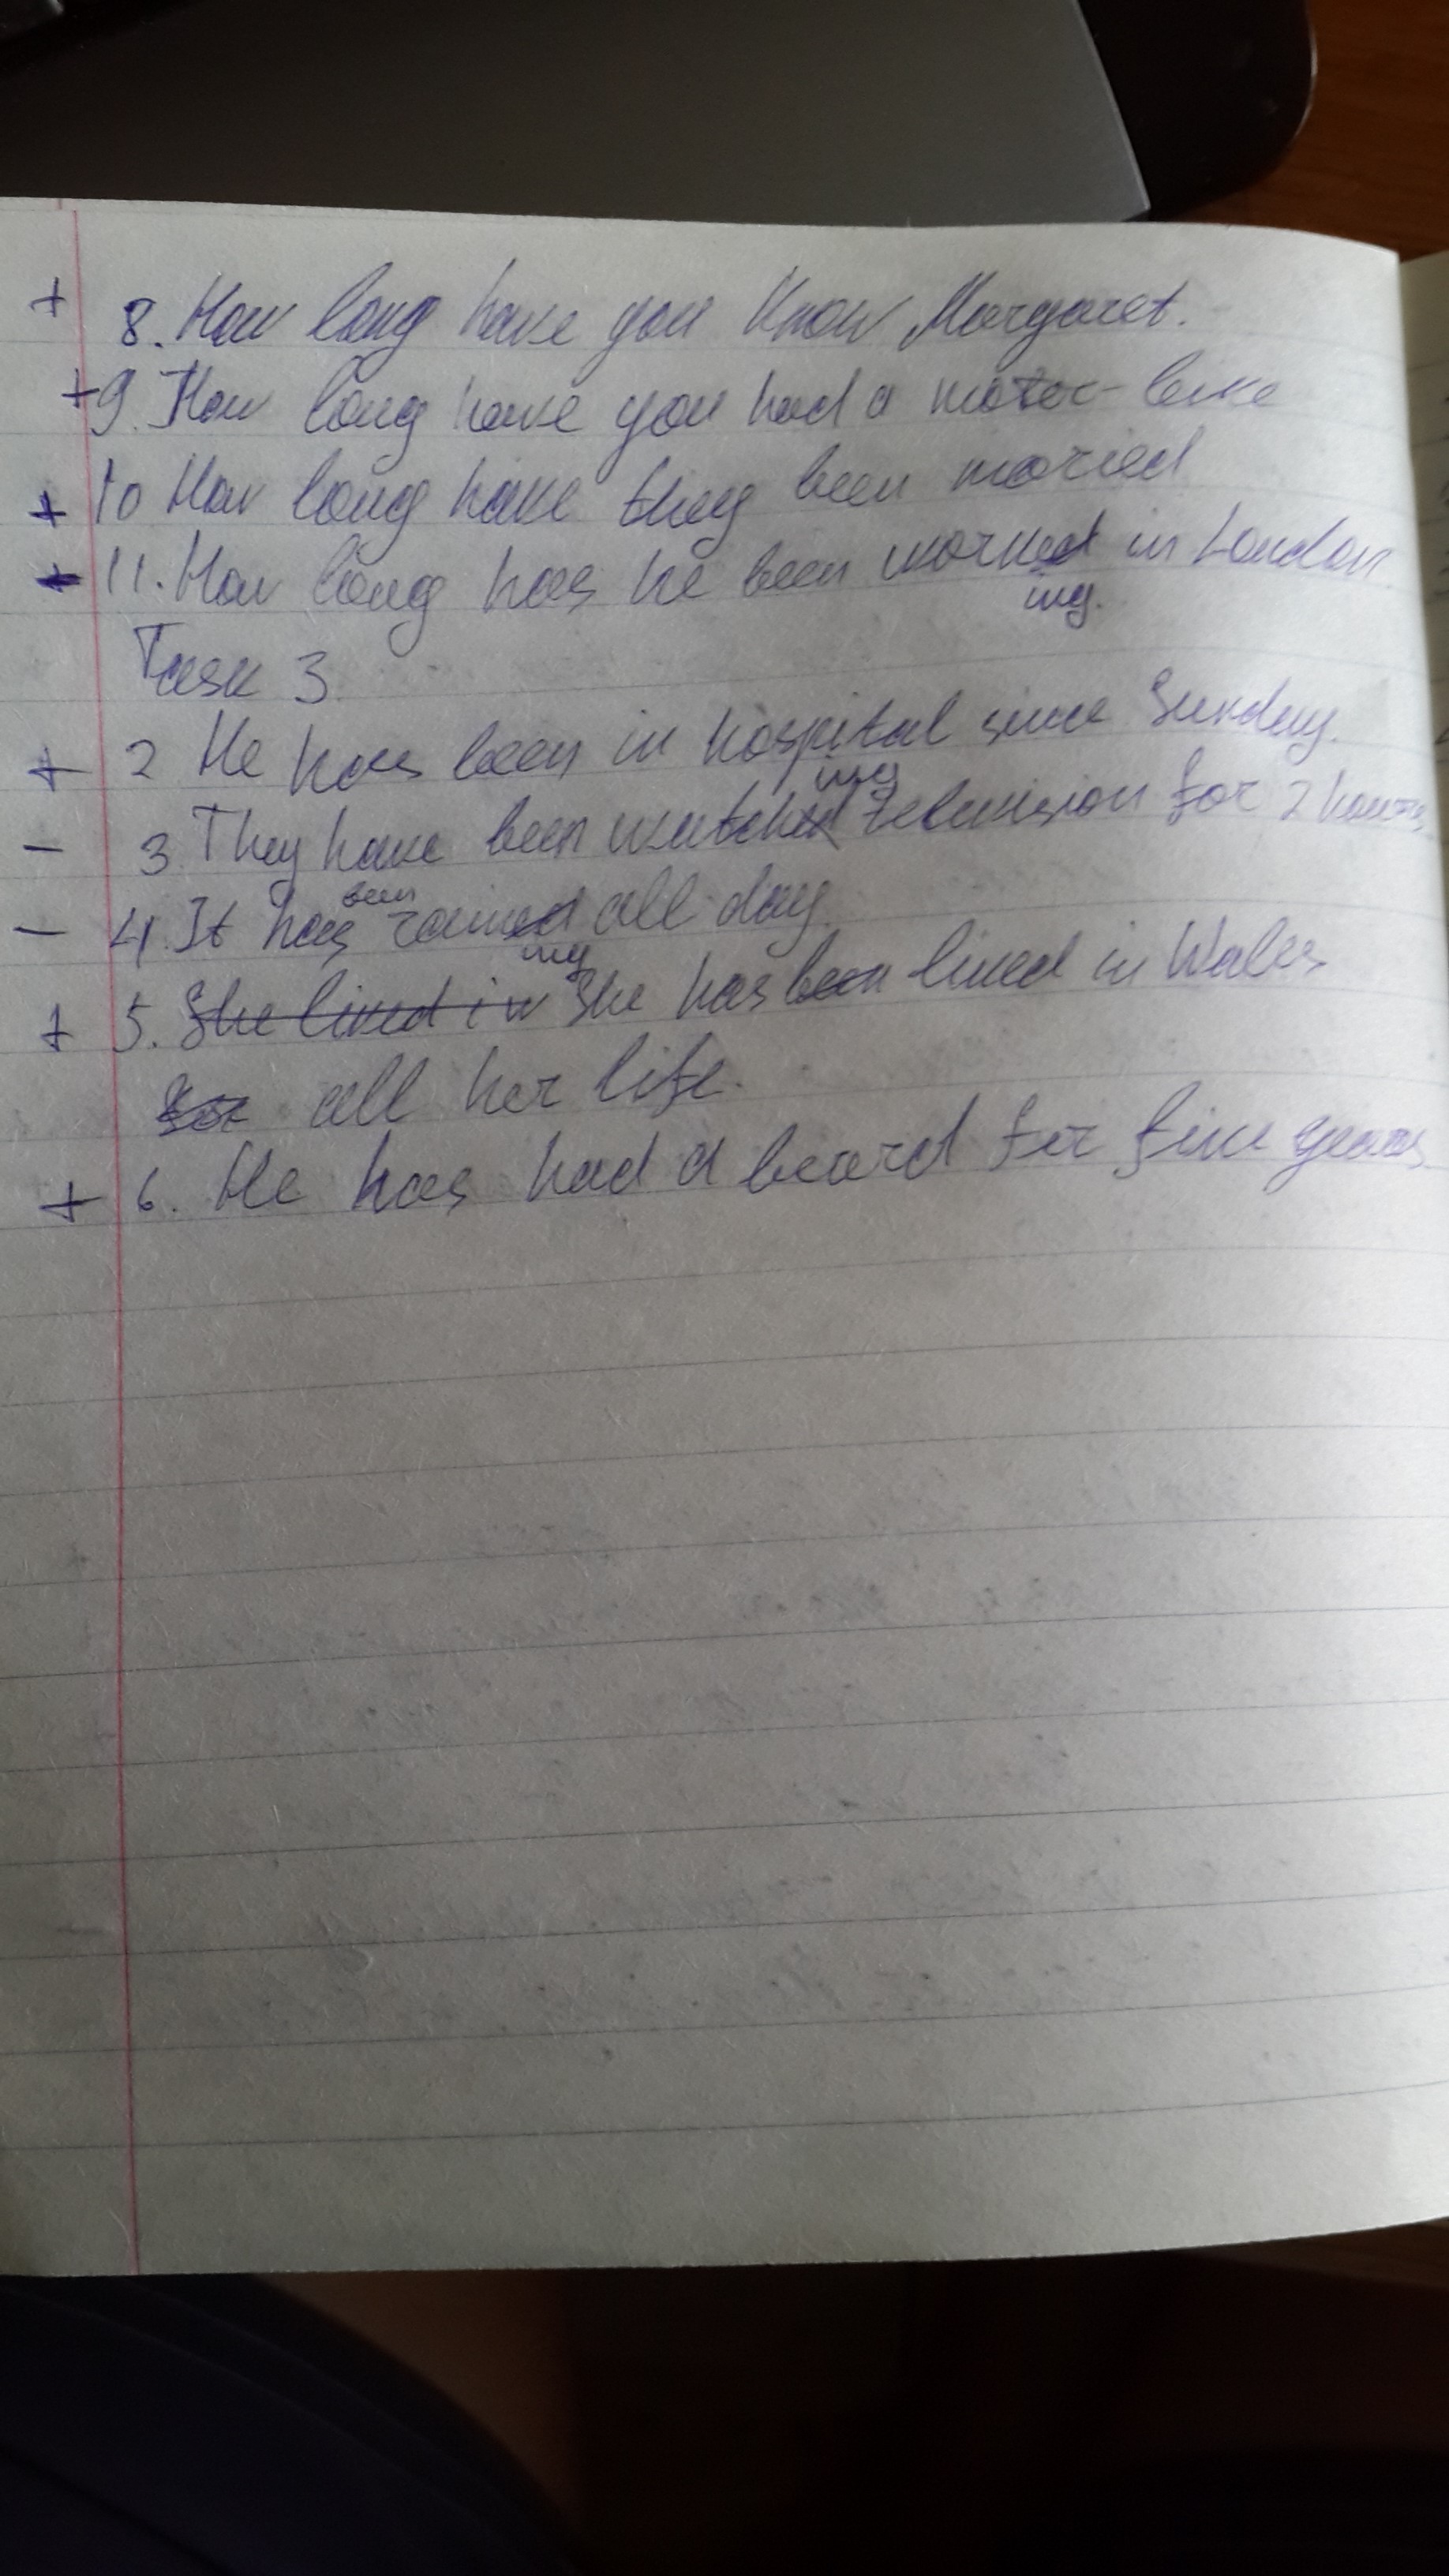 + 8. How long have you know Margaret.
+ 9. How long have you had a motor-bike
+ 10 How long have they been maried
+ 11. How long has he been worked in London
ing.
Task 3
+ 2 He has been in hospital since Sunday.
ing
- 3. They have been watched television for 2 hours
been
- 4. It has rained all day.
ing
+ 5. She lived in She has been lived in Wales
for all her life.
+ 6. He has had a beard for five years